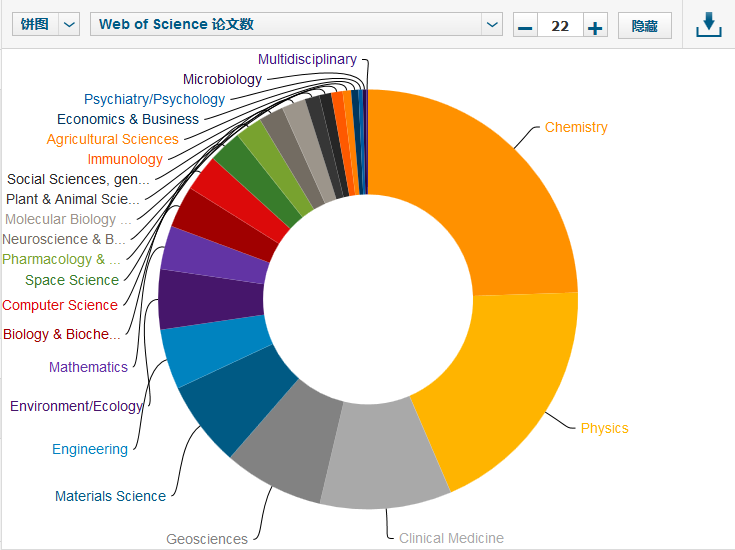 饼图
Web of Science 论文数
22
隐藏
Multidisciplinary
Microbiology
Psychiatry/Psychology
Economics & Business
Agricultural Sciences
Immunology
Social Sciences, gen...
Plant & Animal Scie...
Molecular Biology ...
Neuroscience & B...
Pharmacology & ...
Space Science
Computer Science
Biology & Bioche...
Mathematics
Environment/Ecology
Engineering
Materials Science
Geosciences
Clinical Medicine
Physics
Chemistry